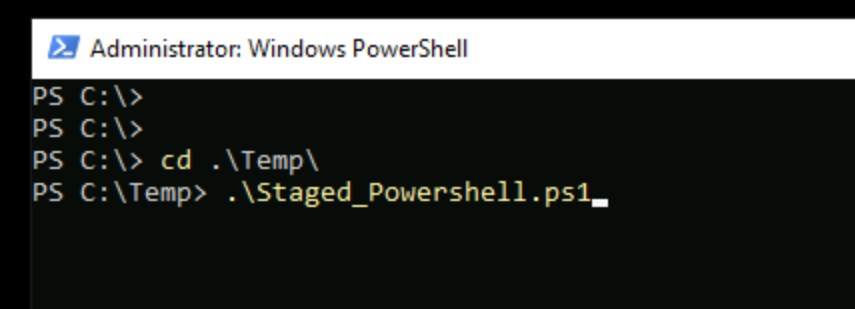 Administrator: Windows PowerShell
PS C:\>
PS C:\>
PS C:\> cd .\Temp\
PS C:\Temp> .\Staged_Powershell.ps1